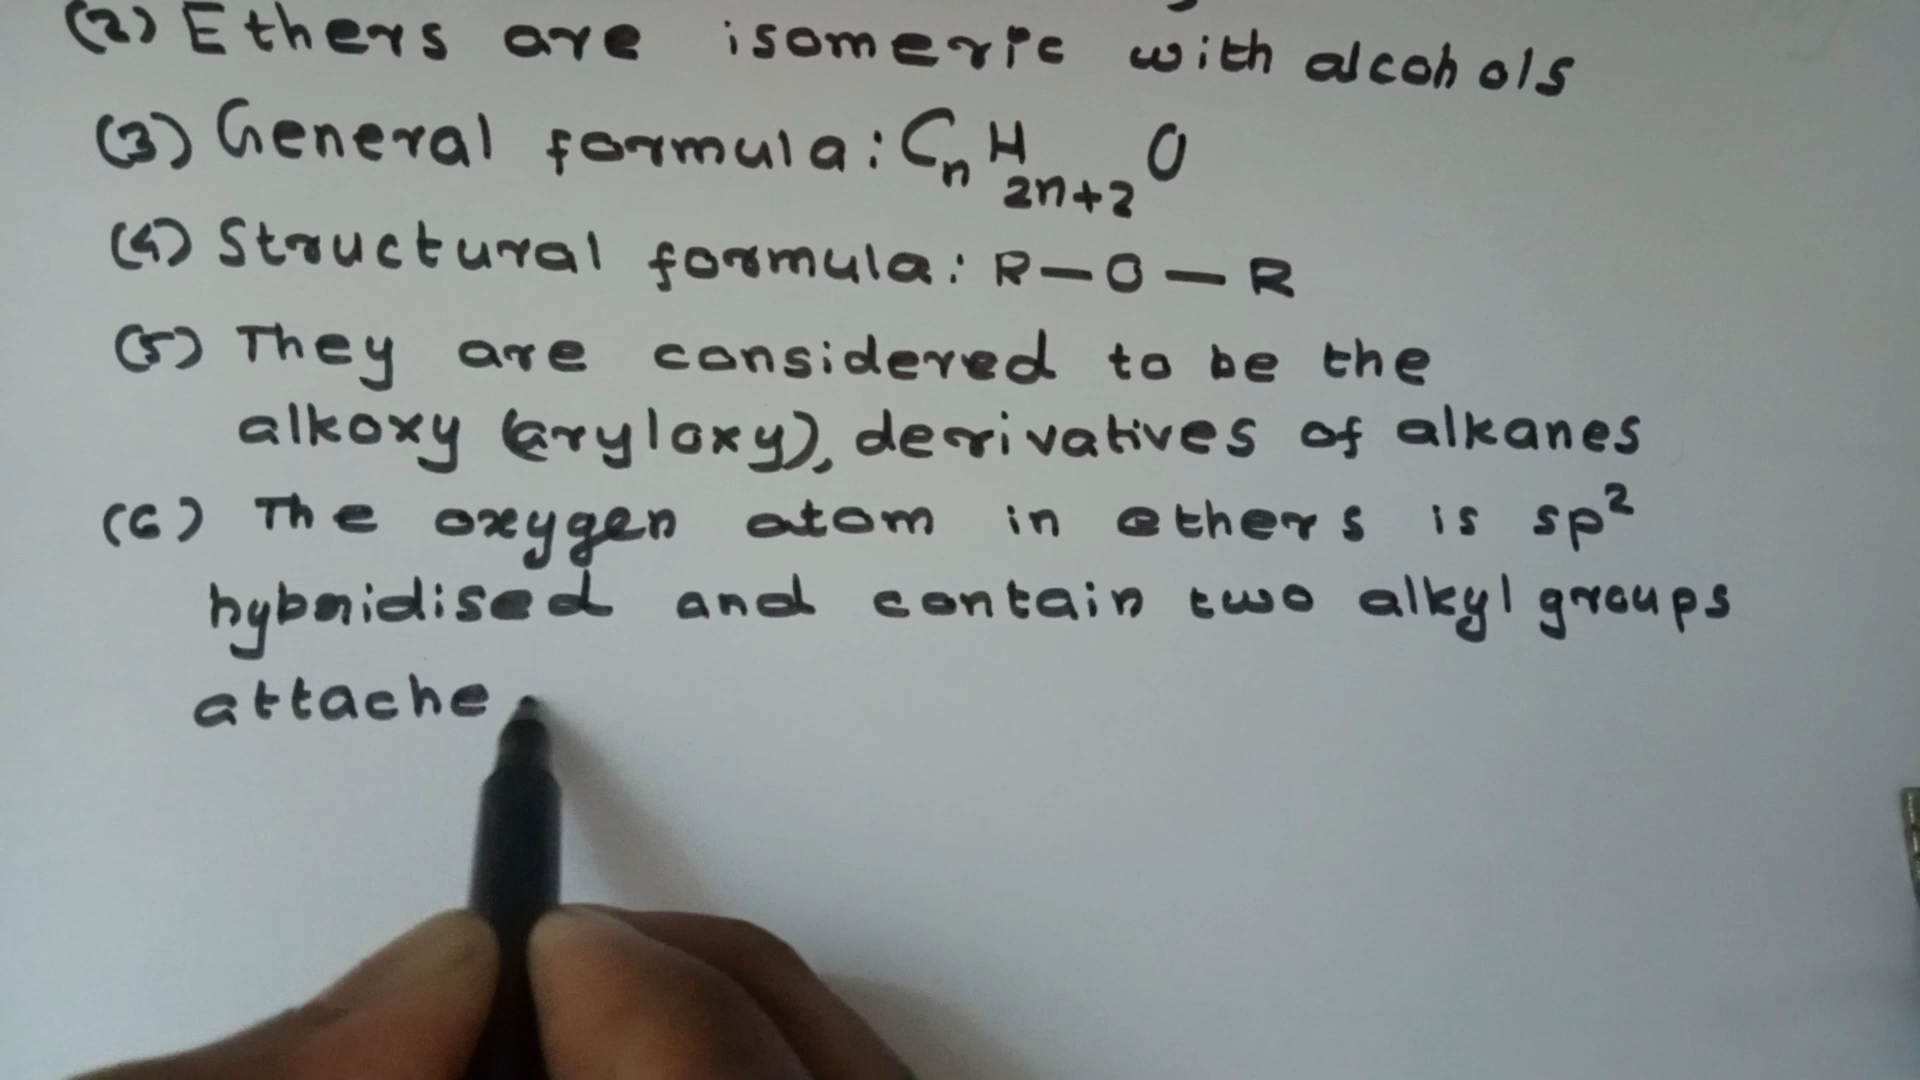 (2) Ethers are isomeric with alcohols
(3) General formula: CnH2n+2O
(4) Structural formula: R—O—R
(5) They are considered to be the
alkoxy (aryloxy), derivatives of alkanes
(6) The oxygen atom in ethers is sp²
hybridised and contain two alkyl groups
attache